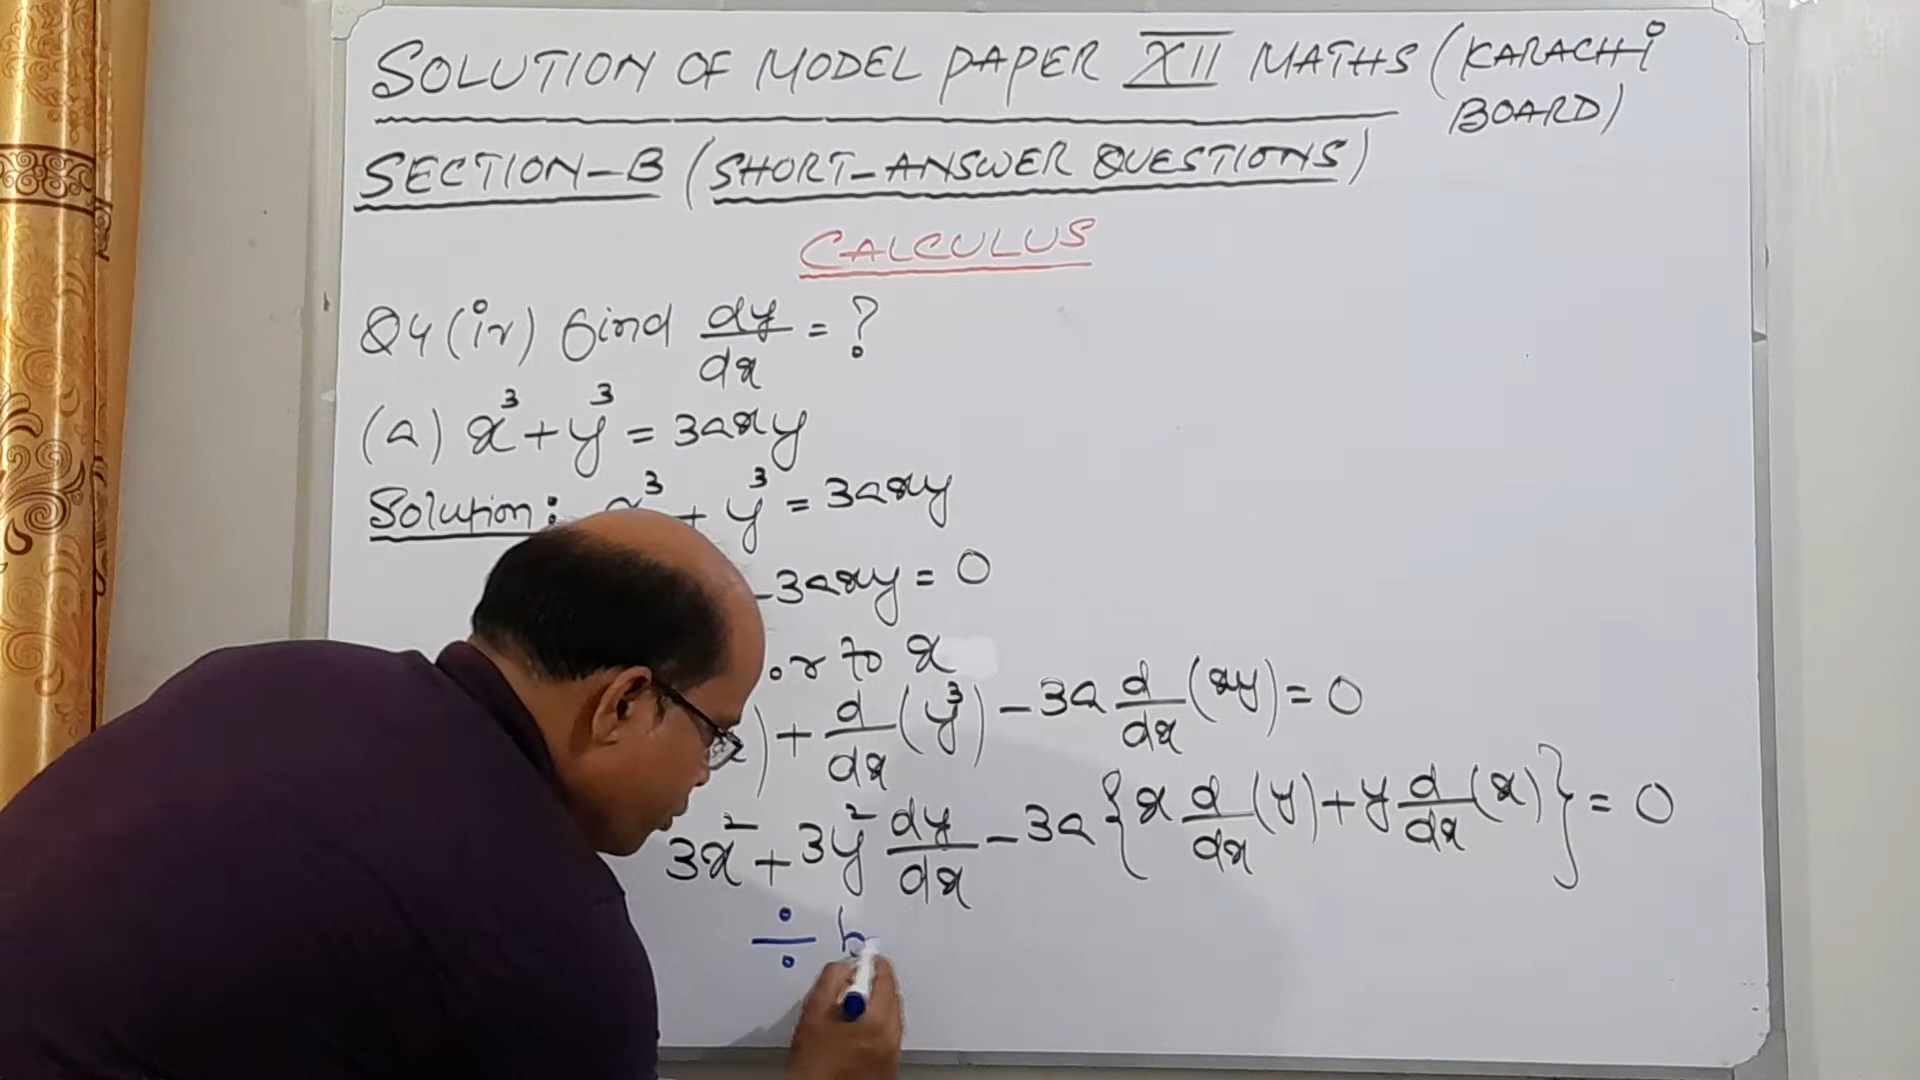 SOLUTION OF MODEL PAPER XII MATHS (KARACHI BOARD)
SECTION-B (SHORT-ANSWER QUESTIONS)
CALCULUS
Q4(iv) find dy/dx = ?
(a) x³+y³ = 3axy
Solution: x³ + y³ = 3axy
-3axy = 0
.or to x
) + d/dx (y³) - 3a d/dx (xy) = 0
3x² + 3y² dy/dx - 3a {x d/dx (y) + y d/dx (x)} = 0
÷ b